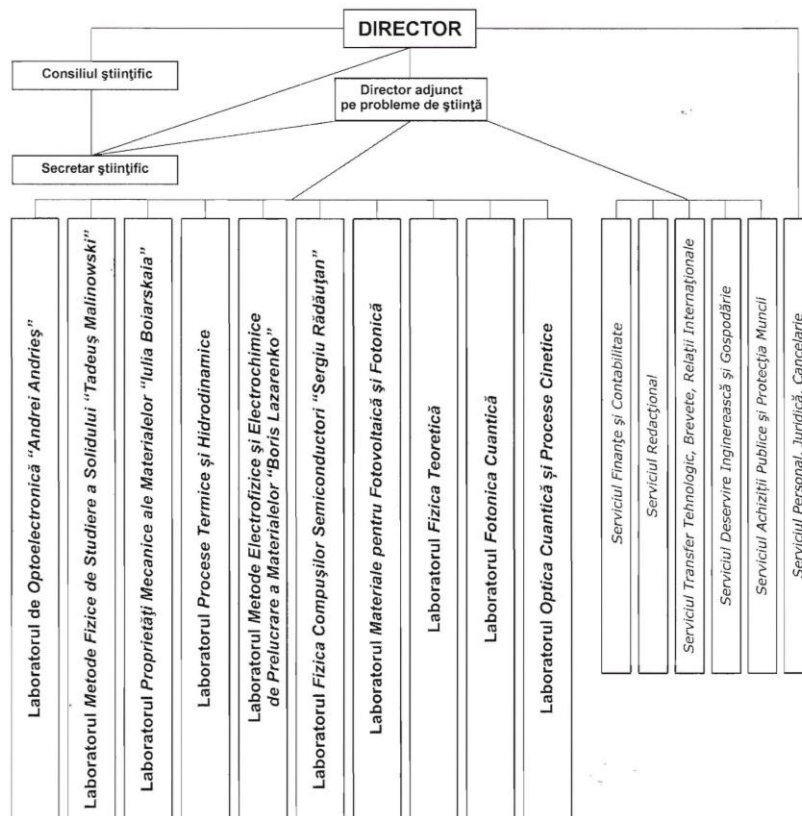 DIRECTOR
Consiliul ştiinţific
Director adjunct
pe probleme de ştiinţă
Secretar ştiinţific
Laboratorul de Optoelectronică “Andrei Andrieş”
Laboratorul Metode Fizice de Studiere a Solidului “Tadeuş Malinowski”
Laboratorul Proprietăţi Mecanice ale Materialelor “Iulia Boiarskaia”
Laboratorul Procese Termice şi Hidrodinamice
Laboratorul Metode Electrofizice şi Electrochimice
de Prelucrare a Materialelor “Boris Lazarenko”
Laboratorul Fizica Compuşilor Semiconductori “Sergiu Rădăuţan”
Laboratorul Materiale pentru Fotovoltaică şi Fotonică
Laboratorul Fizica Teoretică
Laboratorul Fotonica Cuantică
Laboratorul Optica Cuantică şi Procese Cinetice
Serviciul Finanţe şi Contabilitate
Serviciul Redacţional
Serviciul Transfer Tehnologic, Brevete, Relaţii Internaţionale
Serviciul Deservire Inginerească şi Gospodărie
Serviciul Achiziţii Publice şi Protecţia Muncii
Serviciul Personal, Juridică, Cancelarie